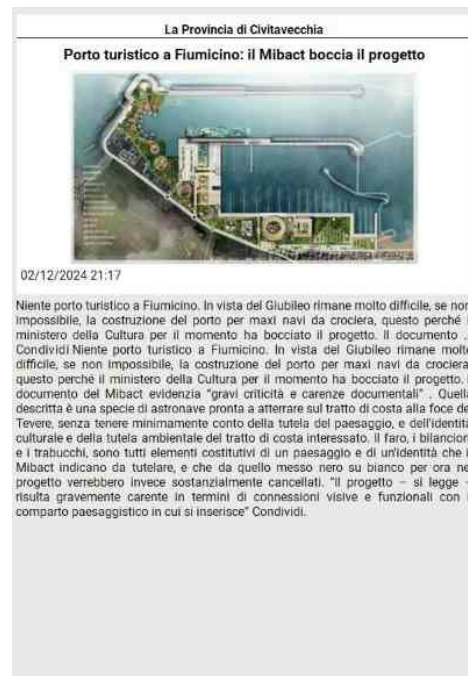 La Provincia di Civitavecchia
Porto turistico a Fiumicino: il Mibact boccia il progetto
02/12/2024 21:17
Niente porto turistico a Fiumicino. In vista del Giubileo rimane molto difficile, se non
impossibile, la costruzione del porto per maxi navi da crociera, questo perché i
ministero della Cultura per il momento ha bocciato il progetto. Il documento ..
Condividi Niente porto turistico a Fiumicino. In vista del Giubileo rimane molto
difficile, se non impossibile, la costruzione del porto per maxi navi da crociera,
questo perché il ministero della Cultura per il momento ha bocciato il progetto.
documento del Mibact evidenzia "gravi criticità e carenze documentali" . Quella
descritta è una specie di astronave pronta a atterrare sul tratto di costa alla foce de
Tevere, senza tenere minimamente conto della tutela del paesaggio, e dell'identità
culturale e della tutela ambientale del tratto di costa interessato. Il faro, i bilancion
e i trabucchi, sono tutti elementi costitutivi di un paesaggio e di un'identità che i
Mibact indicano da tutelare, e che da quello messo nero su bianco per ora ne
progetto verrebbero invece sostanzialmente cancellati. "Il progetto – si legge -
risulta gravemente carente in termini di connessioni visive e funzionali con i
comparto paesaggistico in cui si inserisce" Condividi.